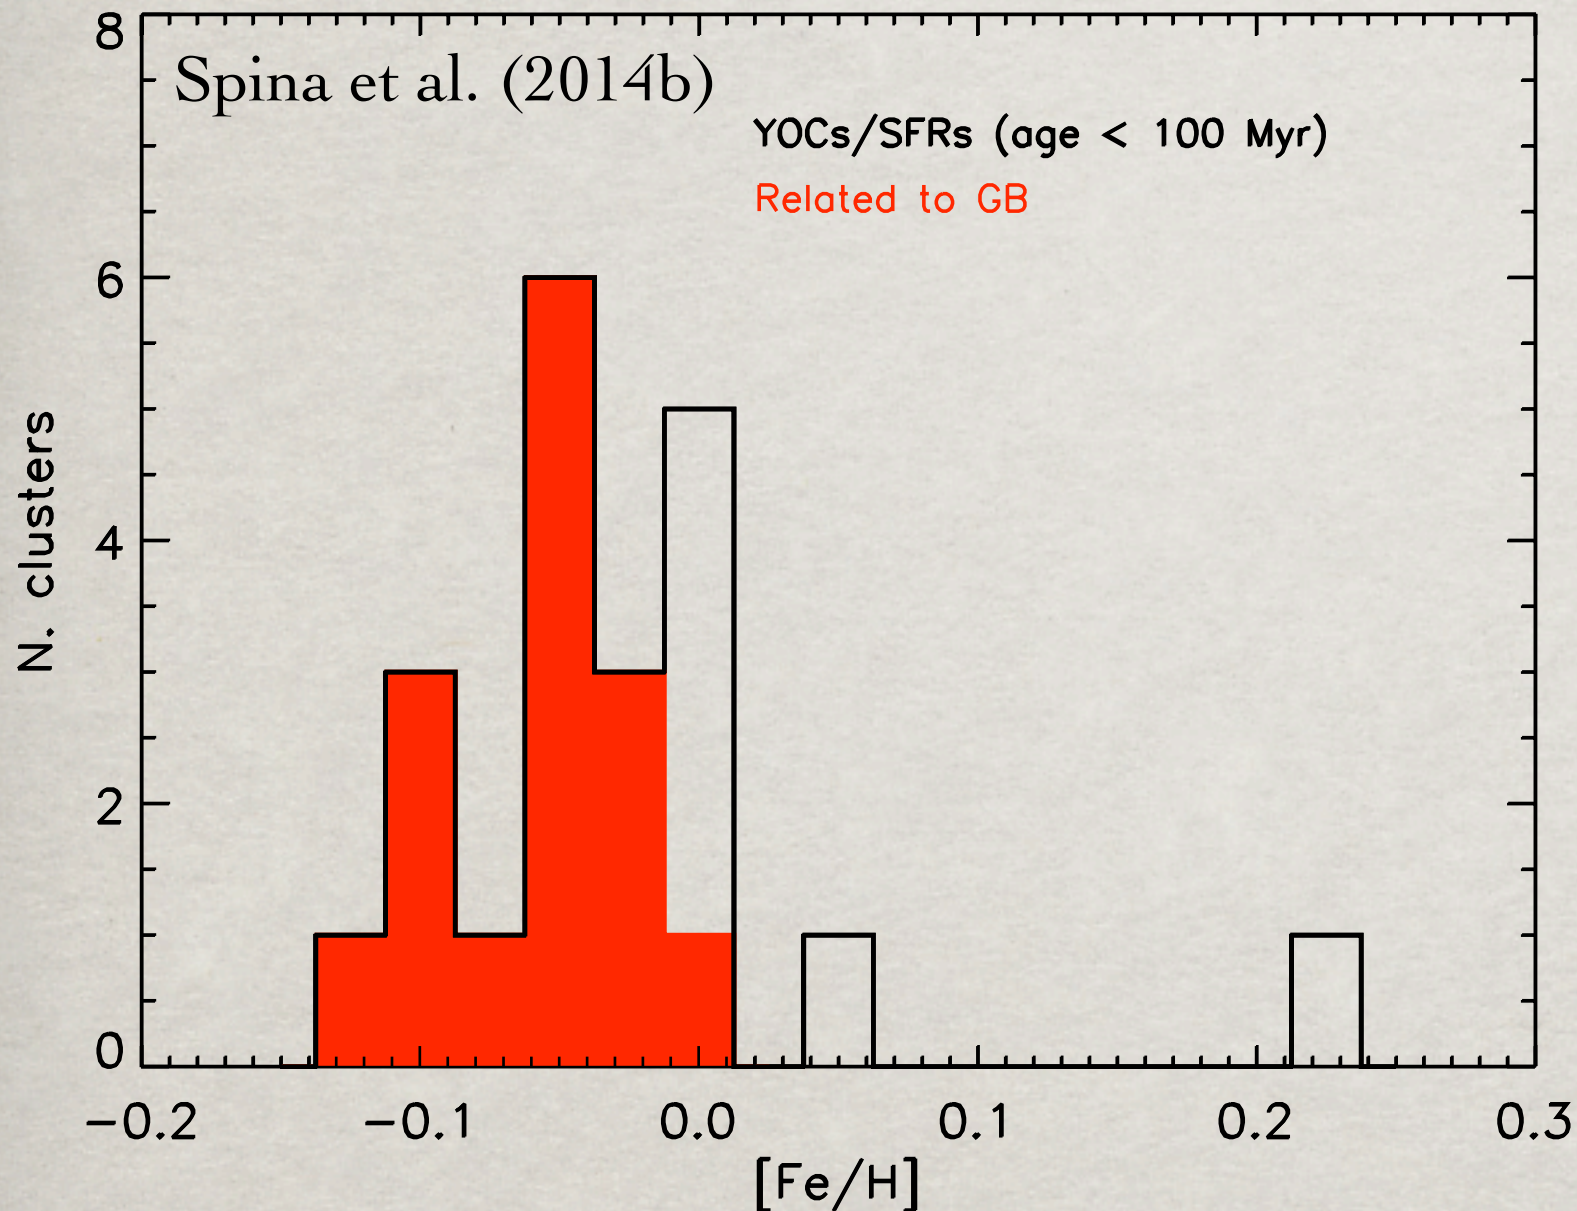 8
Spina et al. (2014b)
YOCs/SFRs (age < 100 Myr)
Related to GB
6
4
2
0
N. clusters
−0.2 −0.1 0.0 0.1 0.2 0.3
[Fe/H]